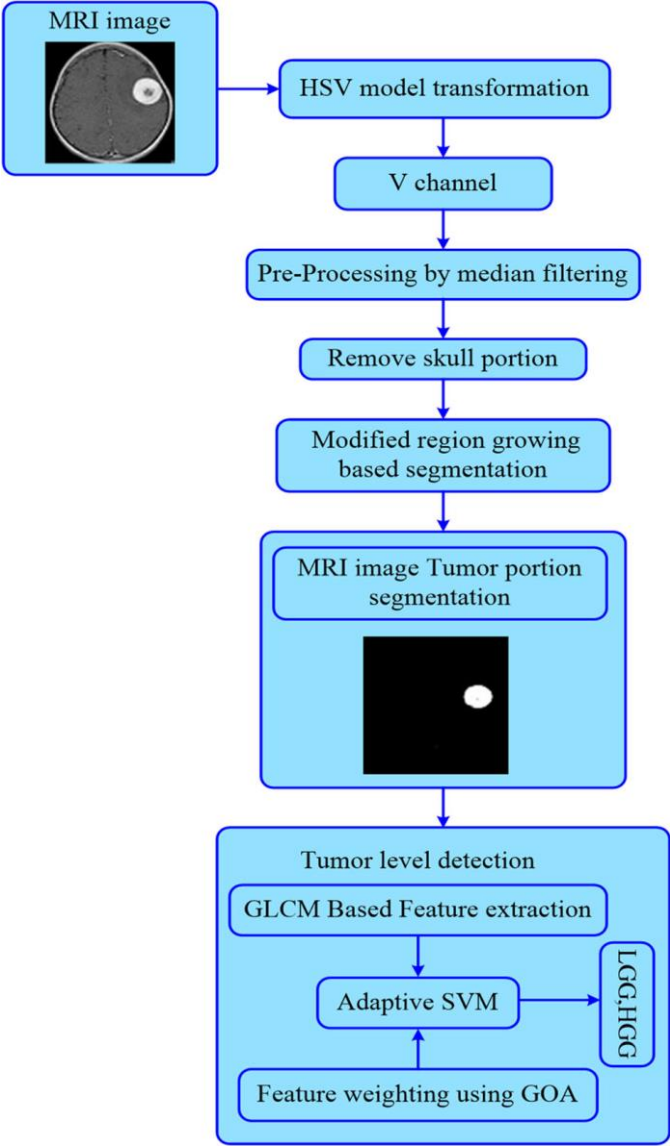 MRI image
HSV model transformation
V channel
Pre-Processing by median filtering
Remove skull portion
Modified region growing
based segmentation
MRI image Tumor portion
segmentation
Tumor level detection
GLCM Based Feature extraction
Adaptive SVM
LGG,HGG
Feature weighting using GOA